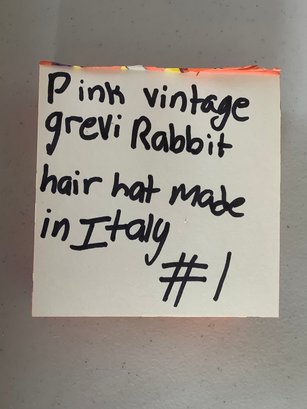 Pink vintage
grevi Rabbit
hair hat made
in Italy
#1